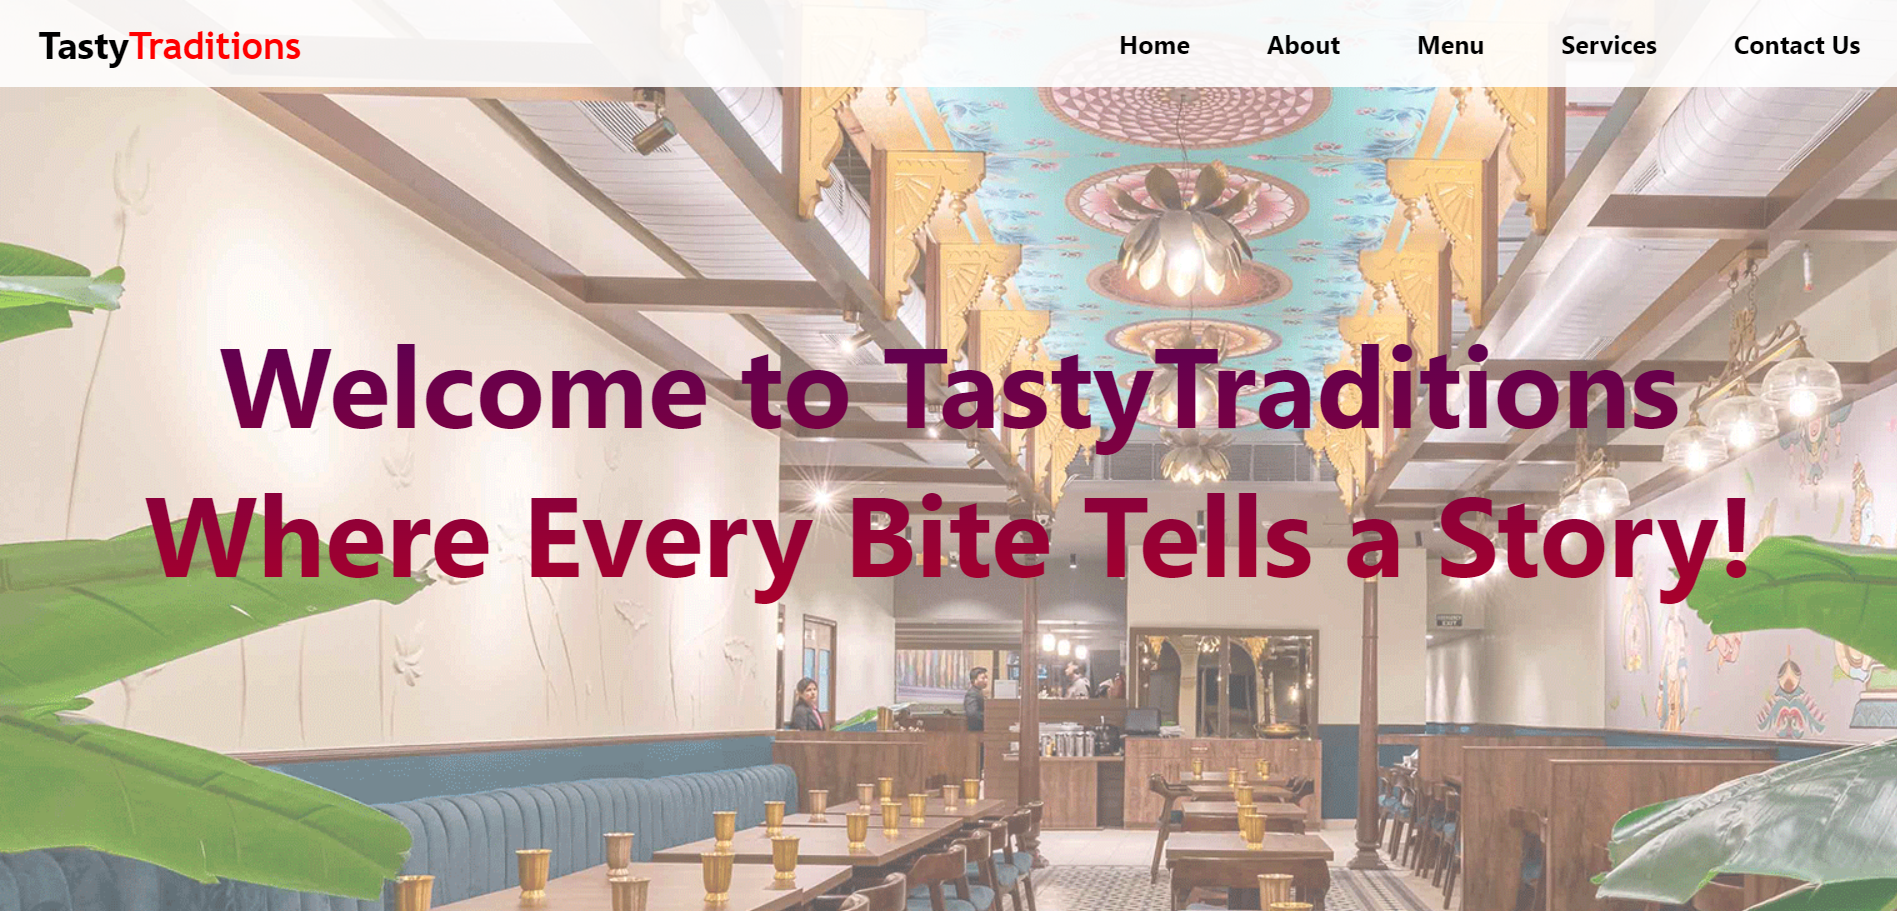 TastyTraditions
Home About Menu Services Contact Us
Welcome to TastyTraditions
Where Every Bite Tells a Story!